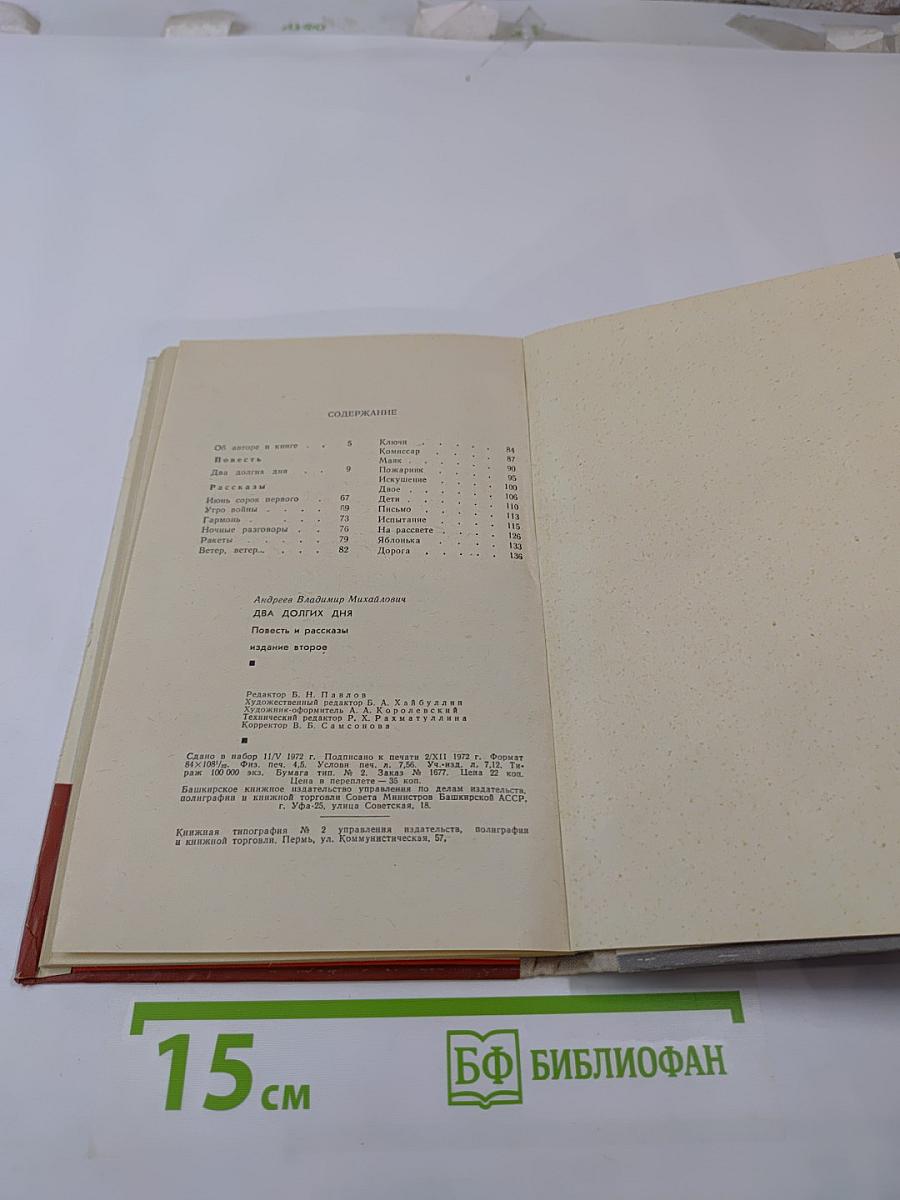 СОДЕРЖАНИЕ
Об авторе и книге . . 5
Повесть
Два долгих дня . . 9
Рассказы
Июнь сорок первого . 67
Утро войны . . . . 69
Гармонь . . . . 73
Ночные разговоры . . 76
Ракеты . . . . 79
Ветер, ветер... . . . 82
Ключи . . . . . 84
Комиссар . . . . 87
Маяк . . . . . 90
Пожарник . . . . 95
Искушение . . . . 100
Двое . . . . . 106
Дети . . . . . 110
Письмо . . . . 113
Испытание . . . . 115
На рассвете . . . . 126
Яблонька . . . . 133
Дорога . . . . 136
Андреев Владимир Михайлович
ДВА ДОЛГИХ ДНЯ
Повесть и рассказы
издание второе
Редактор Б. Н. Павлов
Художественный редактор Б. А. Хайбуллин
Художник-оформитель А. А. Королевский
Технический редактор Р. Х. Рахматуллина
Корректор В. Б. Самсонова
Сдано в набор 11/V 1972 г. Подписано к печати 2/XII 1972 г. Формат
84×108¹/₃₂. Физ. печ. 4,5. Условн печ. л. 7,56. Уч.-изд. л. 7,12. Ти-
раж 100 000 экз. Бумага тип. № 2. Заказ № 1677. Цена 22 коп.
Цена в переплете — 35 коп.
Башкирское книжное издательство управления по делам издательств,
полиграфии и книжной торговли Совета Министров Башкирской АССР,
г. Уфа-25, улица Советская, 18.
Книжная типография № 2 управления издательств, полиграфии
и книжной торговли. Пермь, ул. Коммунистическая, 57,
15 см
БФ БИБЛИОФАН